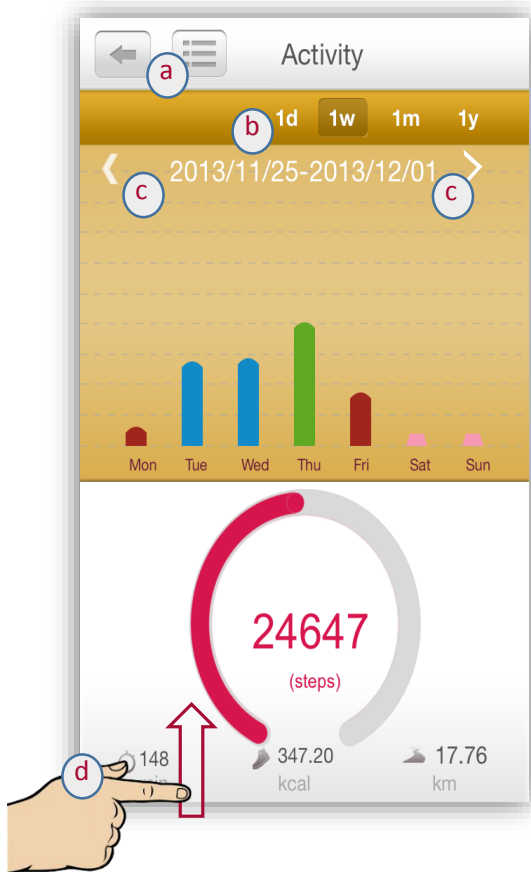 Activity
a
b 1d 1w 1m 1y
2013/11/25-2013/12/01
c c
Mon Tue Wed Thu Fri Sat Sun
24647
(steps)
148 347.20 17.76
d min kcal km